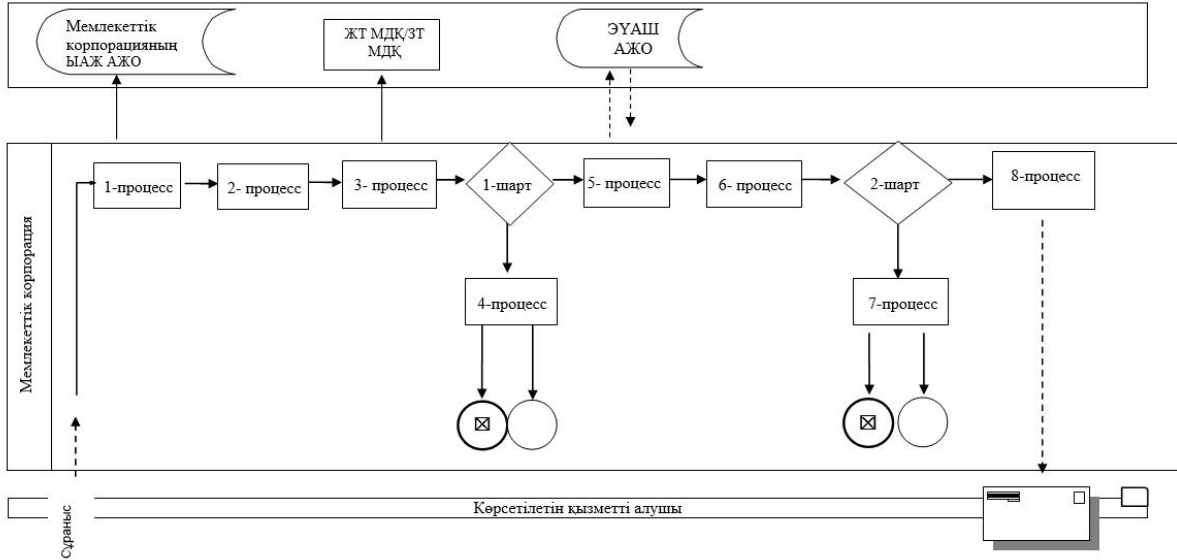 Мемлекеттік
корпорацияның
ЫАЖ АЖО
ЖТ МДҚ/ЗТ
МДҚ
ЭҮАШ
АЖО
Мемлекеттік корпорация
1-процесс
2- процесс
3- процесс
1-шарт
5- процесс
6- процесс
2-шарт
8-процесс
4-процесс
7-процесс
Сұраныс
Көрсетілетін қызметті алушы